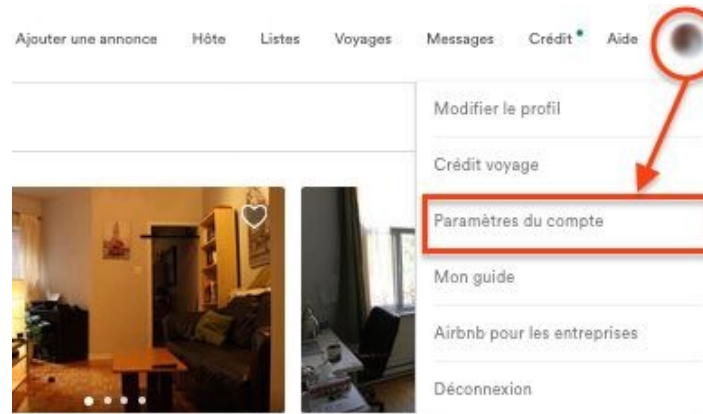 Ajouter une annonce Hôte Listes Voyages Messages Crédit Aide
Modifier le profil
Crédit voyage
Paramètres du compte
Mon guide
Airbnb pour les entreprises
Déconnexion